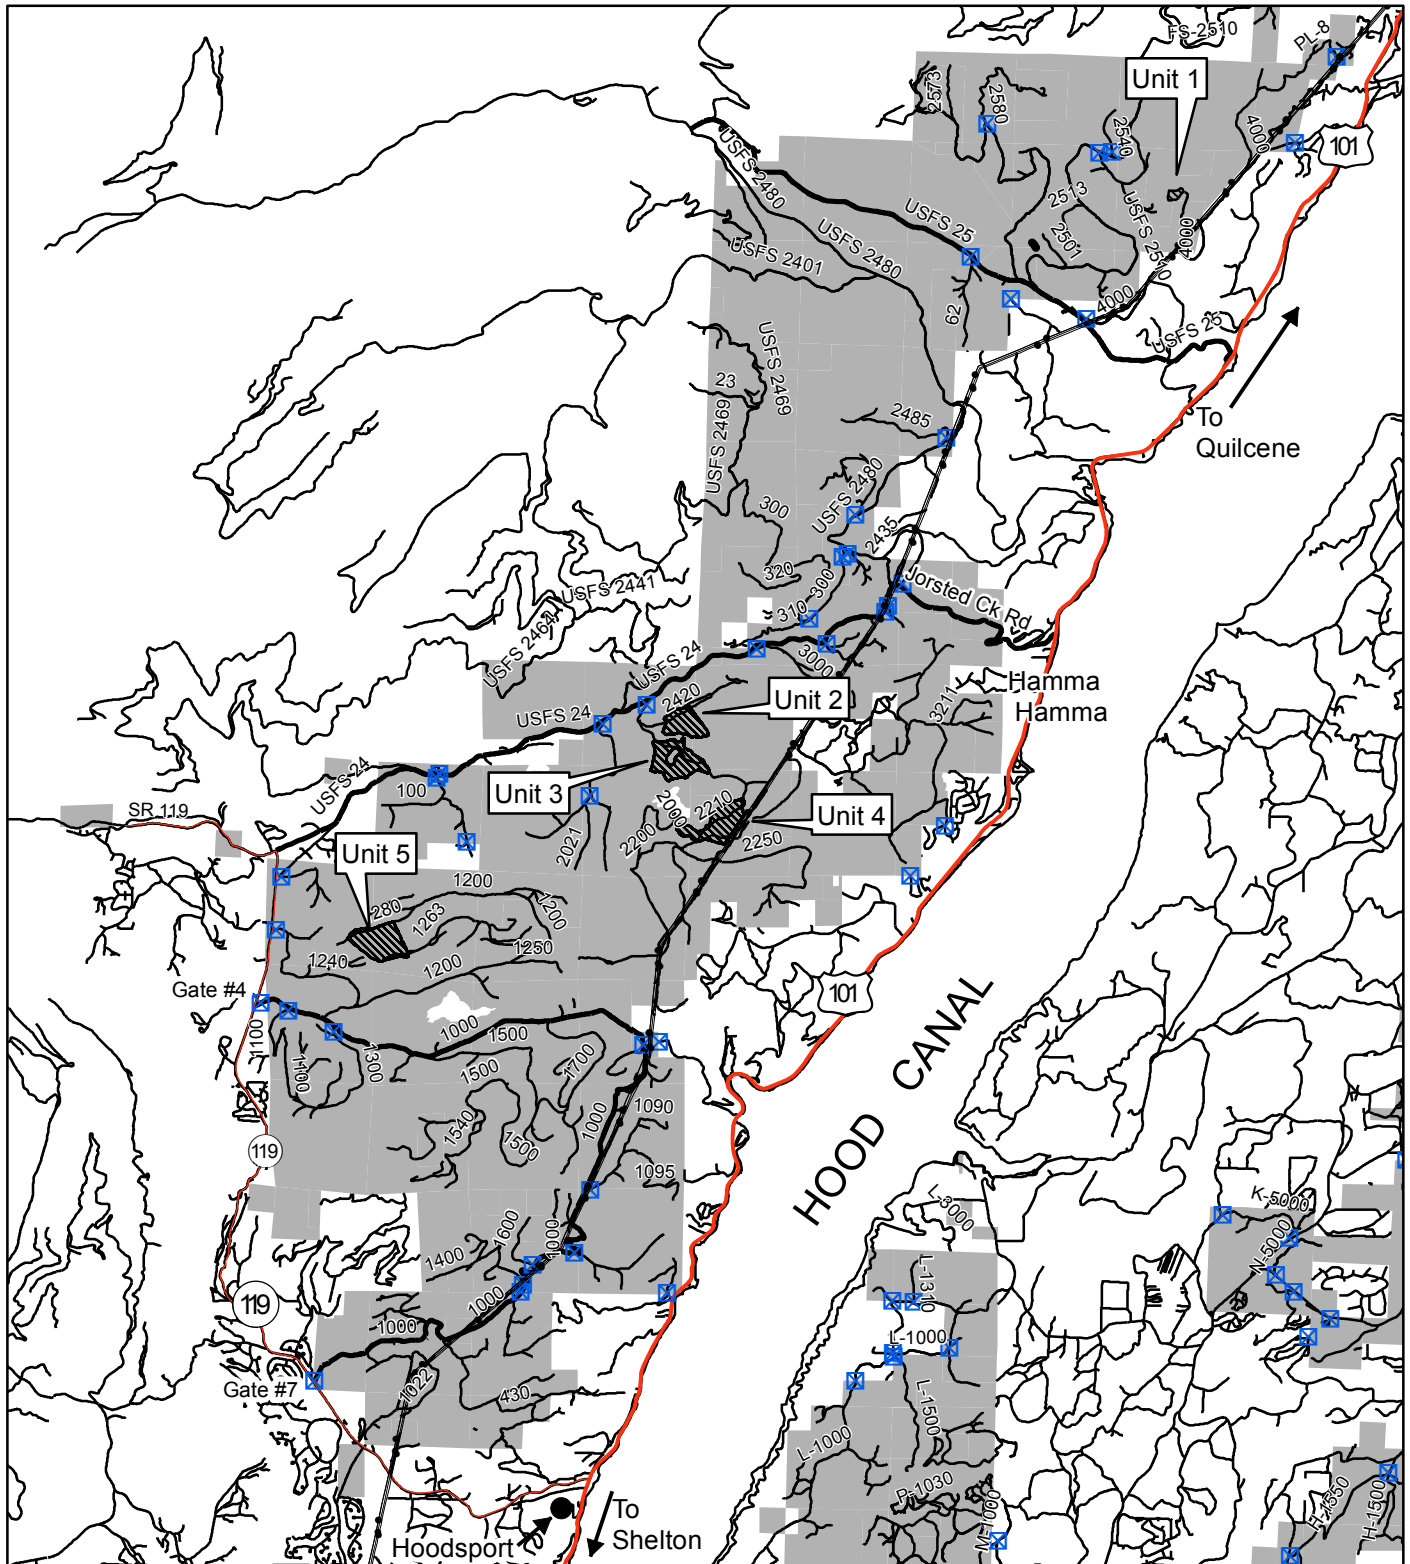 FS-2510
PL-8
Unit 1
2573
2580
2540
4000
101
USFS 2480
2513
USFS 25
USFS 2510
2501
4000
USFS 2480
USFS 2401
62
4000
USFS 25
USFS 2469
23
USFS 2469
2485
To
Quilcene
USFS 2480
300
2435
320
300
Jorsted Ck Rd
USFS 2441
310
USFS 2464
USFS 24
3000
Hamma
Hamma
2420
Unit 2
3211
USFS 24
USFS 24
100
Unit 3
2000
2210
Unit 4
SR 119
2021
2200
2250
Unit 5
1200
280
1263
1200
1250
1240
1200
Gate #4
101
HOOD CANAL
1100
1000
1500
1100
1300
1500
1700
1090
1000
1540
1500
119
1095
L-3000
K-5000
1600
1000
N-5000
1400
L-1310
119
1000
1000
L-1000
Gate #7
1022
430
L-1500
L-1000
P-1030
N-1000
H-1550
H-1500
To
Shelton
Hoodsport